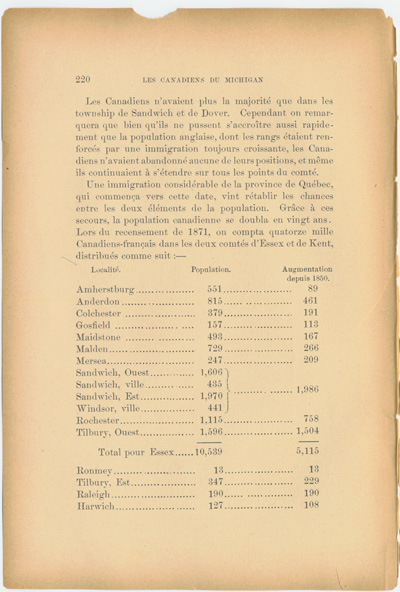 220 LES CANADIENS DU MICHIGAN
Les Canadiens n'avaient plus la majorité que dans les
township de Sandwich et de Dover. Cependant on remar-
quera que bien qu'ils ne pussent s'accroître aussi rapide-
ment que la population anglaise, dont les rangs étaient ren-
forcés par une immigration toujours croissante, les Cana-
diens n'avaient abandonné aucune de leurs positions, et même
ils continuaient à s'étendre sur tous les points du comté.
Une immigration considérable de la province de Québec,
qui commença vers cette date, vint rétablir les chances
entre les deux éléments de la population. Grâce à ces
secours, la population canadienne se doubla en vingt ans.
Lors du recensement de 1871, on compta quatorze mille
Canadiens-français dans les deux comtés d'Essex et de Kent,
distribués comme suit :—
Localité. Population. Augmentation
depuis 1850.
Amherstburg 551 89
Anderdon 815 461
Colchester 379 191
Gosfield 157 113
Maidstone 493 167
Malden 729 266
Mersea 247 209
Sandwich, Ouest 1,606
Sandwich, ville 435
1,986
Sandwich, Est 1,970
Windsor, ville 441
Rochester 1,115 758
Tilbury, Ouest 1,596 1,504
Total pour Essex 10,539 5,115
Romney 13 13
Tilbury, Est 347 229
Raleigh 190 190
Harwich 127 108